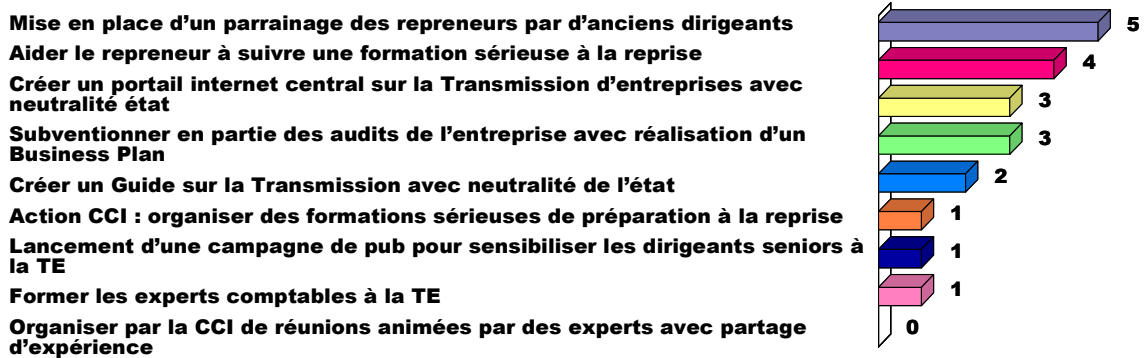 Mise en place d’un parrainage des repreneurs par d’anciens dirigeants 5
Aider le repreneur à suivre une formation sérieuse à la reprise 4
Créer un portail internet central sur la Transmission d’entreprises avec
neutralité état 3
Subventionner en partie des audits de l’entreprise avec réalisation d’un
Business Plan 3
Créer un Guide sur la Transmission avec neutralité de l’état 2
Action CCI : organiser des formations sérieuses de préparation à la reprise 1
Lancement d’une campagne de pub pour sensibiliser les dirigeants seniors à
la TE 1
Former les experts comptables à la TE 1
Organiser par la CCI de réunions animées par des experts avec partage
d’expérience 0